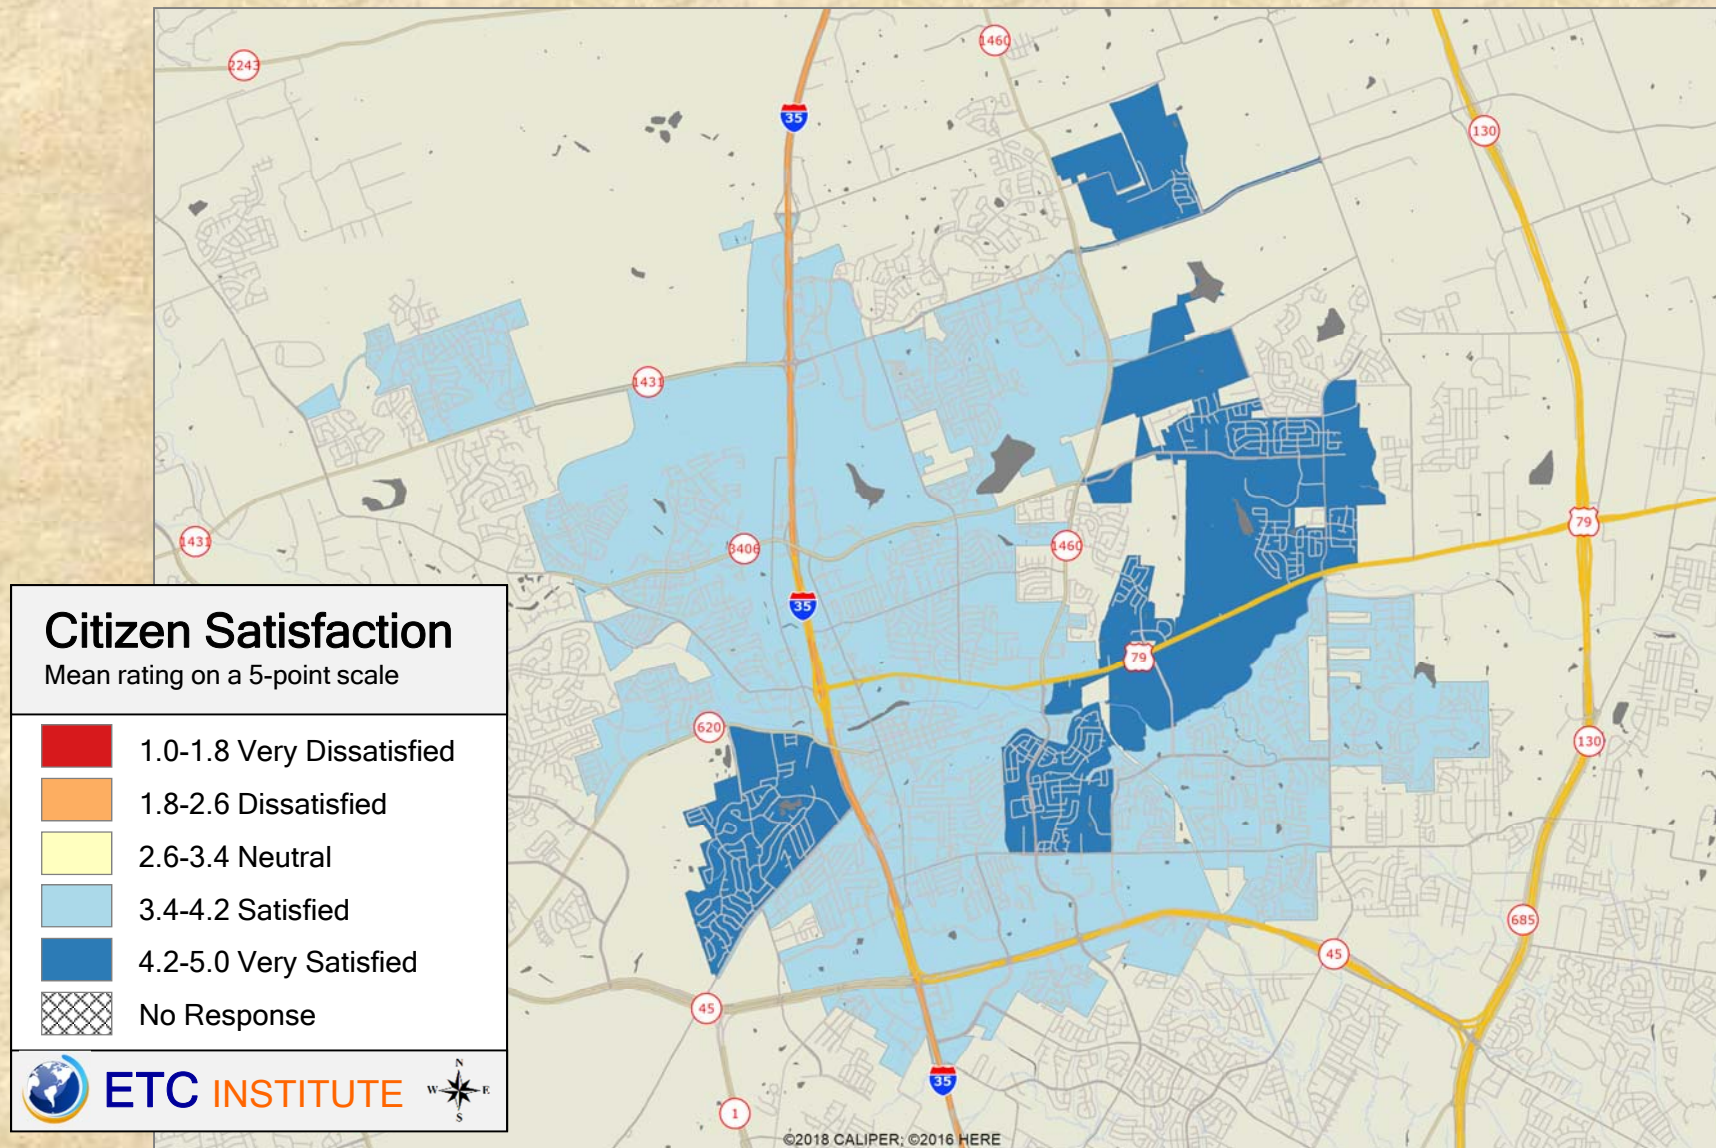 2243
1460
35
130
1431
1431
3406
1460
35
79
79
620
130
685
45
45
35
1
Citizen Satisfaction
Mean rating on a 5-point scale
1.0-1.8 Very Dissatisfied
1.8-2.6 Dissatisfied
2.6-3.4 Neutral
3.4-4.2 Satisfied
4.2-5.0 Very Satisfied
No Response
ETC INSTITUTE
N
W E
S
©2018 CALIPER; ©2016 HERE